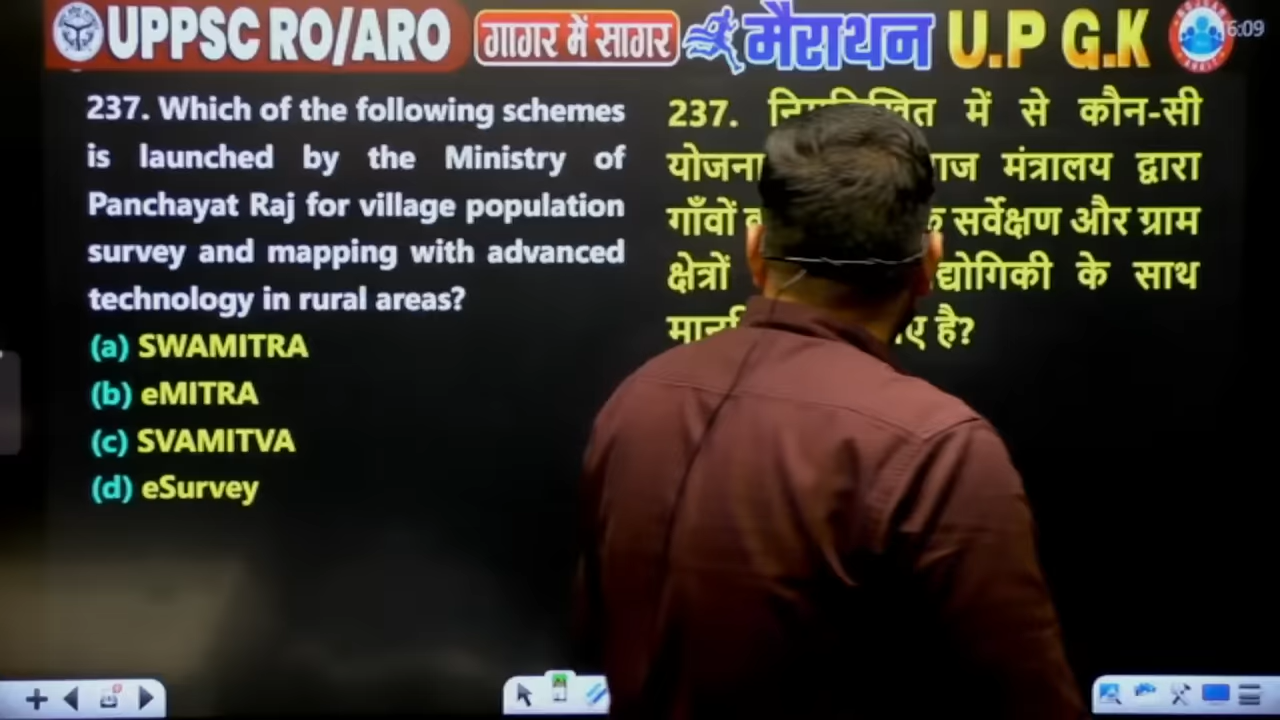 UPPSC RO/ARO गागर में सागर मैराथन U.P G.K 6:09
237. Which of the following schemes
is launched by the Ministry of
Panchayat Raj for village population
survey and mapping with advanced
technology in rural areas?
(a) SWAMITRA
(b) eMITRA
(c) SVAMITVA
(d) eSurvey
237. में से कौन-सी
मंत्रालय द्वारा
गाँवों सर्वेक्षण और ग्राम
क्षेत्रों के साथ
है?